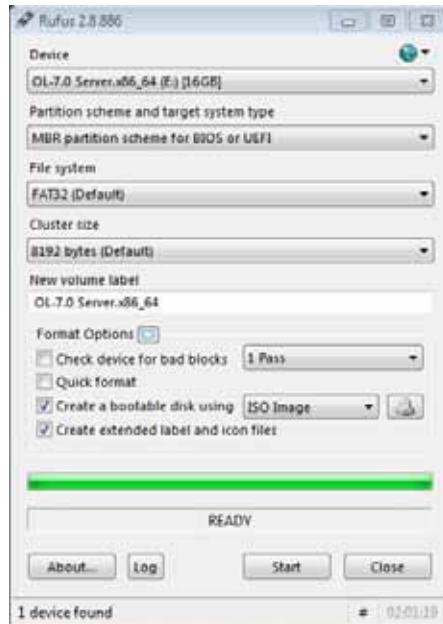 Rufus 2.8.886
Device
OL-7.0 Server.x86_64 (E:) [16GB]
Partition scheme and target system type
MBR partition scheme for BIOS or UEFI
File system
FAT32 (Default)
Cluster size
8192 bytes (Default)
New volume label
OL-7.0 Server.x86_64
Format Options
Check device for bad blocks 1 Pass
Quick format
Create a bootable disk using ISO Image
Create extended label and icon files
READY
About... Log Start Close
1 device found # 02:01:19